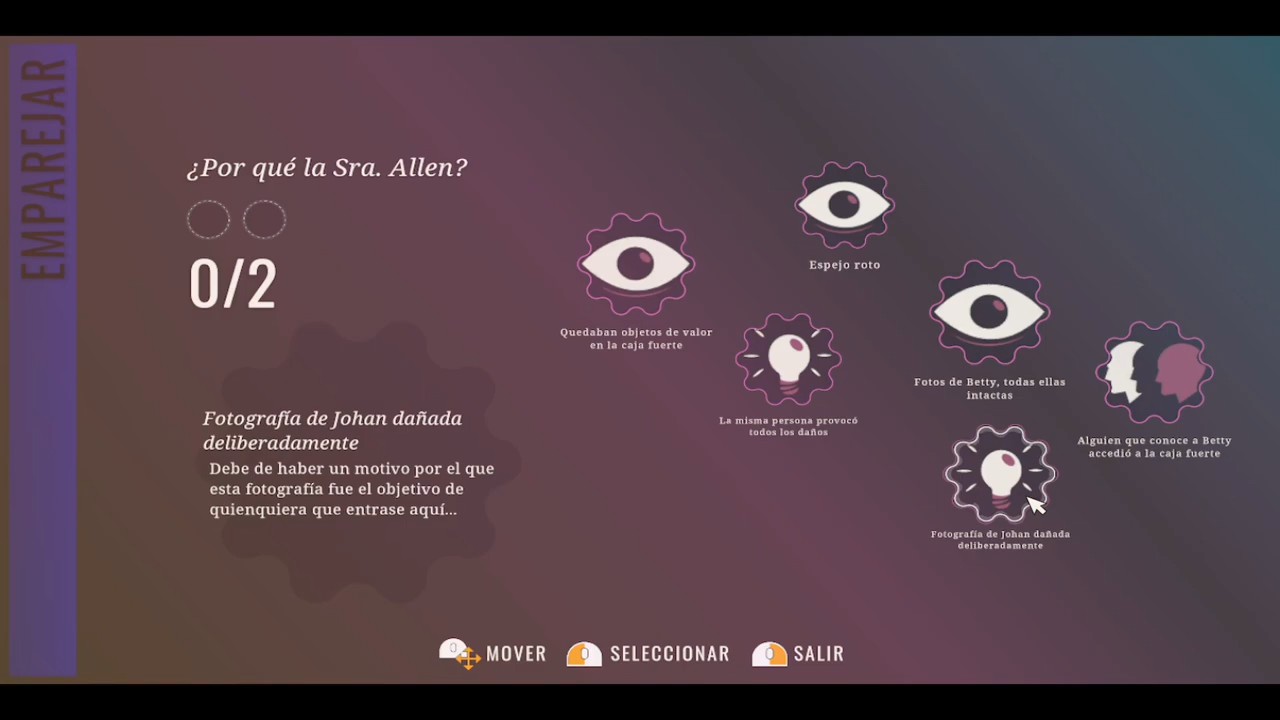 EMPAREJAR
¿Por qué la Sra. Allen?
0/2
Fotografía de Johan dañada
deliberadamente
Debe de haber un motivo por el que
esta fotografía fue el objetivo de
quienquiera que entrase aquí...
Espejo roto
Quedaban objetos de valor
en la caja fuerte
Fotos de Betty, todas ellas
intactas
La misma persona provocó
todos los daños
Alguien que conoce a Betty
accedió a la caja fuerte
Fotografía de Johan dañada
deliberadamente
MOVER
SELECCIONAR
SALIR